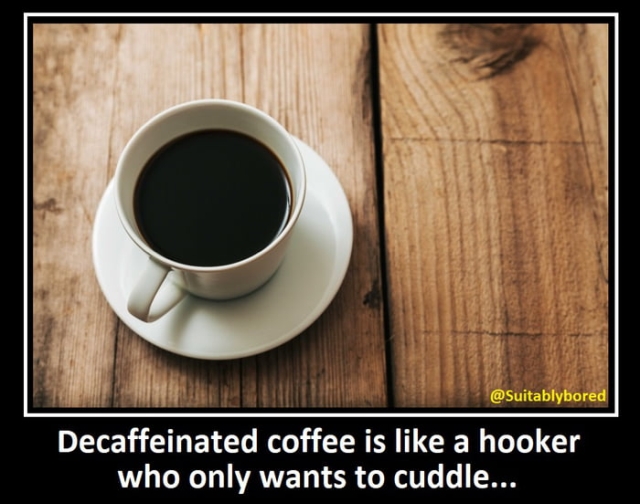 @Suitablybored
Decaffeinated coffee is like a hooker
who only wants to cuddle...